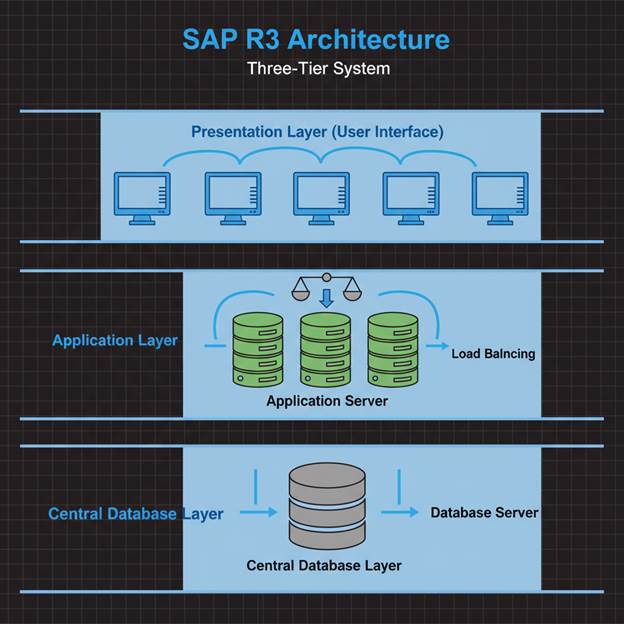 SAP R3 Architecture
Three-Tier System
Presentation Layer (User Interface)
Application Layer
Load Balncing
Application Server
Central Database Layer
Database Server
Central Database Layer